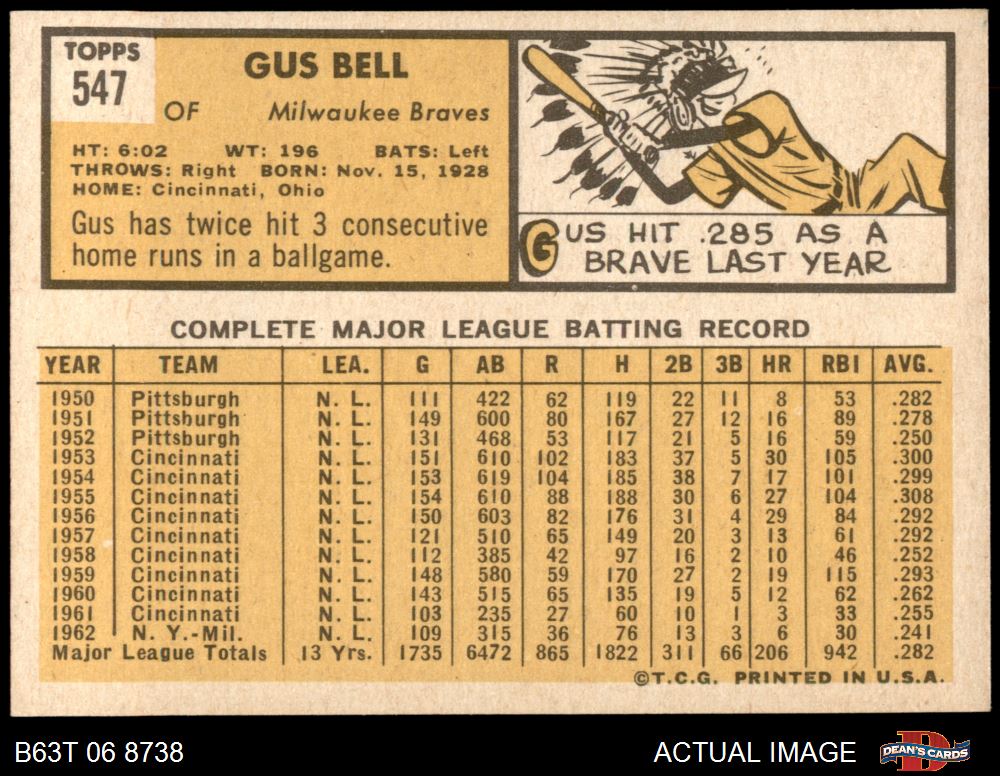 TOPPS
547
GUS BELL
OF Milwaukee Braves
HT: 6:02 WT: 196 BATS: Left
THROWS: Right BORN: Nov. 15, 1928
HOME: Cincinnati, Ohio
Gus has twice hit 3 consecutive
home runs in a ballgame.
GUS HIT .285 AS A
BRAVE LAST YEAR
COMPLETE MAJOR LEAGUE BATTING RECORD
YEAR TEAM LEA. G AB R H 2B 3B HR RBI AVG.
1950 Pittsburgh N. L. 111 422 62 119 22 11 8 53 .282
1951 Pittsburgh N. L. 149 600 80 167 27 12 16 89 .278
1952 Pittsburgh N. L. 131 468 53 117 21 5 16 59 .250
1953 Cincinnati N. L. 151 610 102 183 37 5 30 105 .300
1954 Cincinnati N. L. 153 619 104 185 38 7 17 101 .299
1955 Cincinnati N. L. 154 610 88 188 30 6 27 104 .308
1956 Cincinnati N. L. 150 603 82 176 31 4 29 84 .292
1957 Cincinnati N. L. 121 510 65 149 20 3 13 61 .292
1958 Cincinnati N. L. 112 385 42 97 16 2 10 46 .252
1959 Cincinnati N. L. 148 580 59 170 27 2 19 115 .293
1960 Cincinnati N. L. 143 515 65 135 19 5 12 62 .262
1961 Cincinnati N. L. 103 235 27 60 10 1 3 33 .255
1962 N. Y.-Mil. N. L. 109 315 36 76 13 3 6 30 .241
Major League Totals 13 Yrs. 1735 6472 865 1822 311 66 206 942 .282
©T.C.G. PRINTED IN U.S.A.
B63T 06 8738 ACTUAL IMAGE DEAN'S CARDS